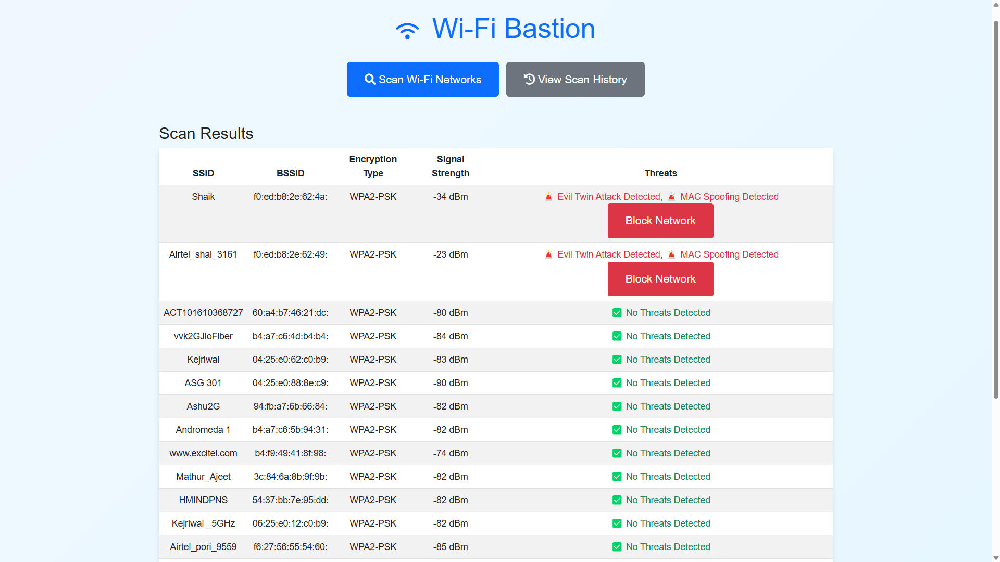 Wi-Fi Bastion
Scan Wi-Fi Networks View Scan History
Scan Results
SSID BSSID Encryption Type Signal Strength Threats
Shaik f0:ed:b8:2e:62:4a: WPA2-PSK -34 dBm 🚨 Evil Twin Attack Detected, 🚨 MAC Spoofing Detected
Block Network
Airtel_shai_3161 f0:ed:b8:2e:62:49: WPA2-PSK -23 dBm 🚨 Evil Twin Attack Detected, 🚨 MAC Spoofing Detected
Block Network
ACT101610368727 60:a4:b7:46:21:dc: WPA2-PSK -80 dBm ✅ No Threats Detected
vvk2GJioFiber b4:a7:c6:4d:b4:b4: WPA2-PSK -84 dBm ✅ No Threats Detected
Kejriwal 04:25:e0:62:c0:b9: WPA2-PSK -83 dBm ✅ No Threats Detected
ASG 301 04:25:e0:88:8e:c9: WPA2-PSK -90 dBm ✅ No Threats Detected
Ashu2G 94:fb:a7:6b:66:84: WPA2-PSK -82 dBm ✅ No Threats Detected
Andromeda 1 b4:a7:c6:5b:94:31: WPA2-PSK -82 dBm ✅ No Threats Detected
www.excitel.com b4:f9:49:41:8f:98: WPA2-PSK -74 dBm ✅ No Threats Detected
Mathur_Ajeet 3c:84:6a:8b:9f:9b: WPA2-PSK -82 dBm ✅ No Threats Detected
HMINDPNS 54:37:bb:7e:95:dd: WPA2-PSK -82 dBm ✅ No Threats Detected
Kejriwal _5GHz 06:25:e0:12:c0:b9: WPA2-PSK -82 dBm ✅ No Threats Detected
Airtel_pori_9559 f6:27:56:55:54:60: WPA2-PSK -85 dBm ✅ No Threats Detected